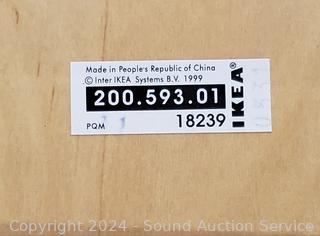 Made in People's Republic of China
© Inter IKEA Systems B.V. 1999
200.593.01
PQM
18239
IKEA®
Copyright 2024 - Sound Auction Service